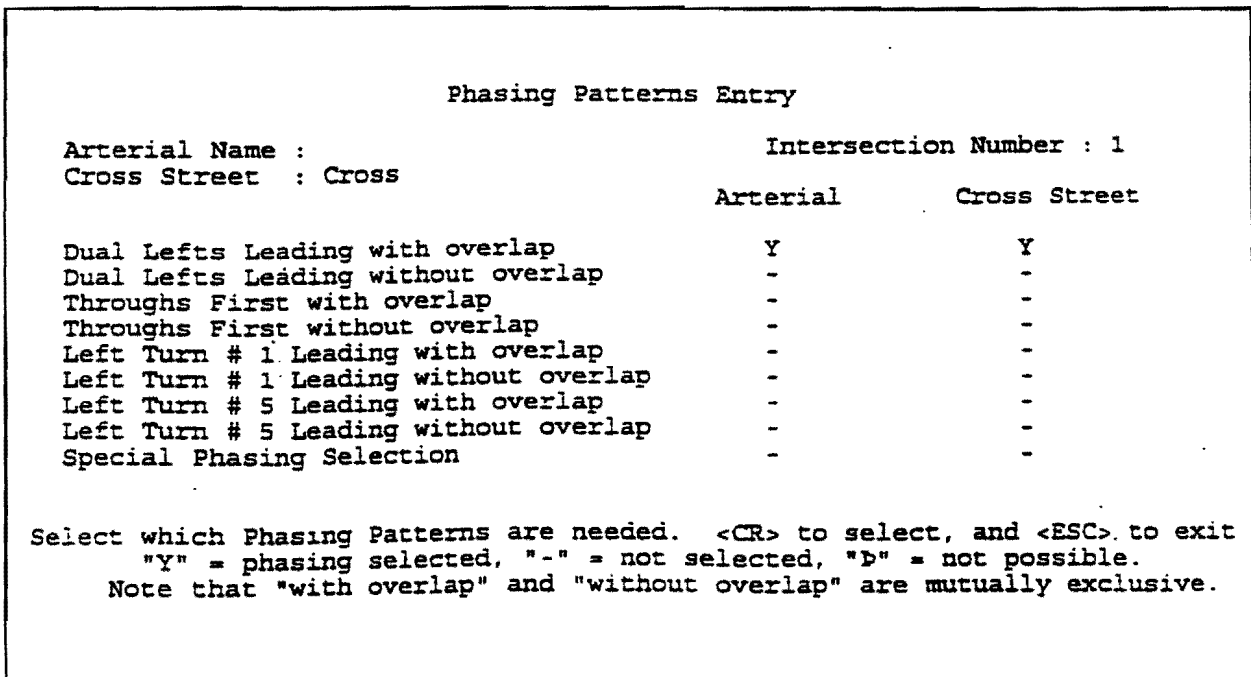 Phasing Patterns Entry
Arterial Name :
Intersection Number : 1
Cross Street : Cross
Arterial Cross Street
Dual Lefts Leading with overlap Y Y
Dual Lefts Leading without overlap - -
Throughs First with overlap - -
Throughs First without overlap - -
Left Turn # 1 Leading with overlap - -
Left Turn # 1 Leading without overlap - -
Left Turn # 5 Leading with overlap - -
Left Turn # 5 Leading without overlap - -
Special Phasing Selection - -
Select which Phasing Patterns are needed. <CR> to select, and <ESC> to exit
"Y" = phasing selected, "-" = not selected, "Þ" = not possible.
Note that "with overlap" and "without overlap" are mutually exclusive.